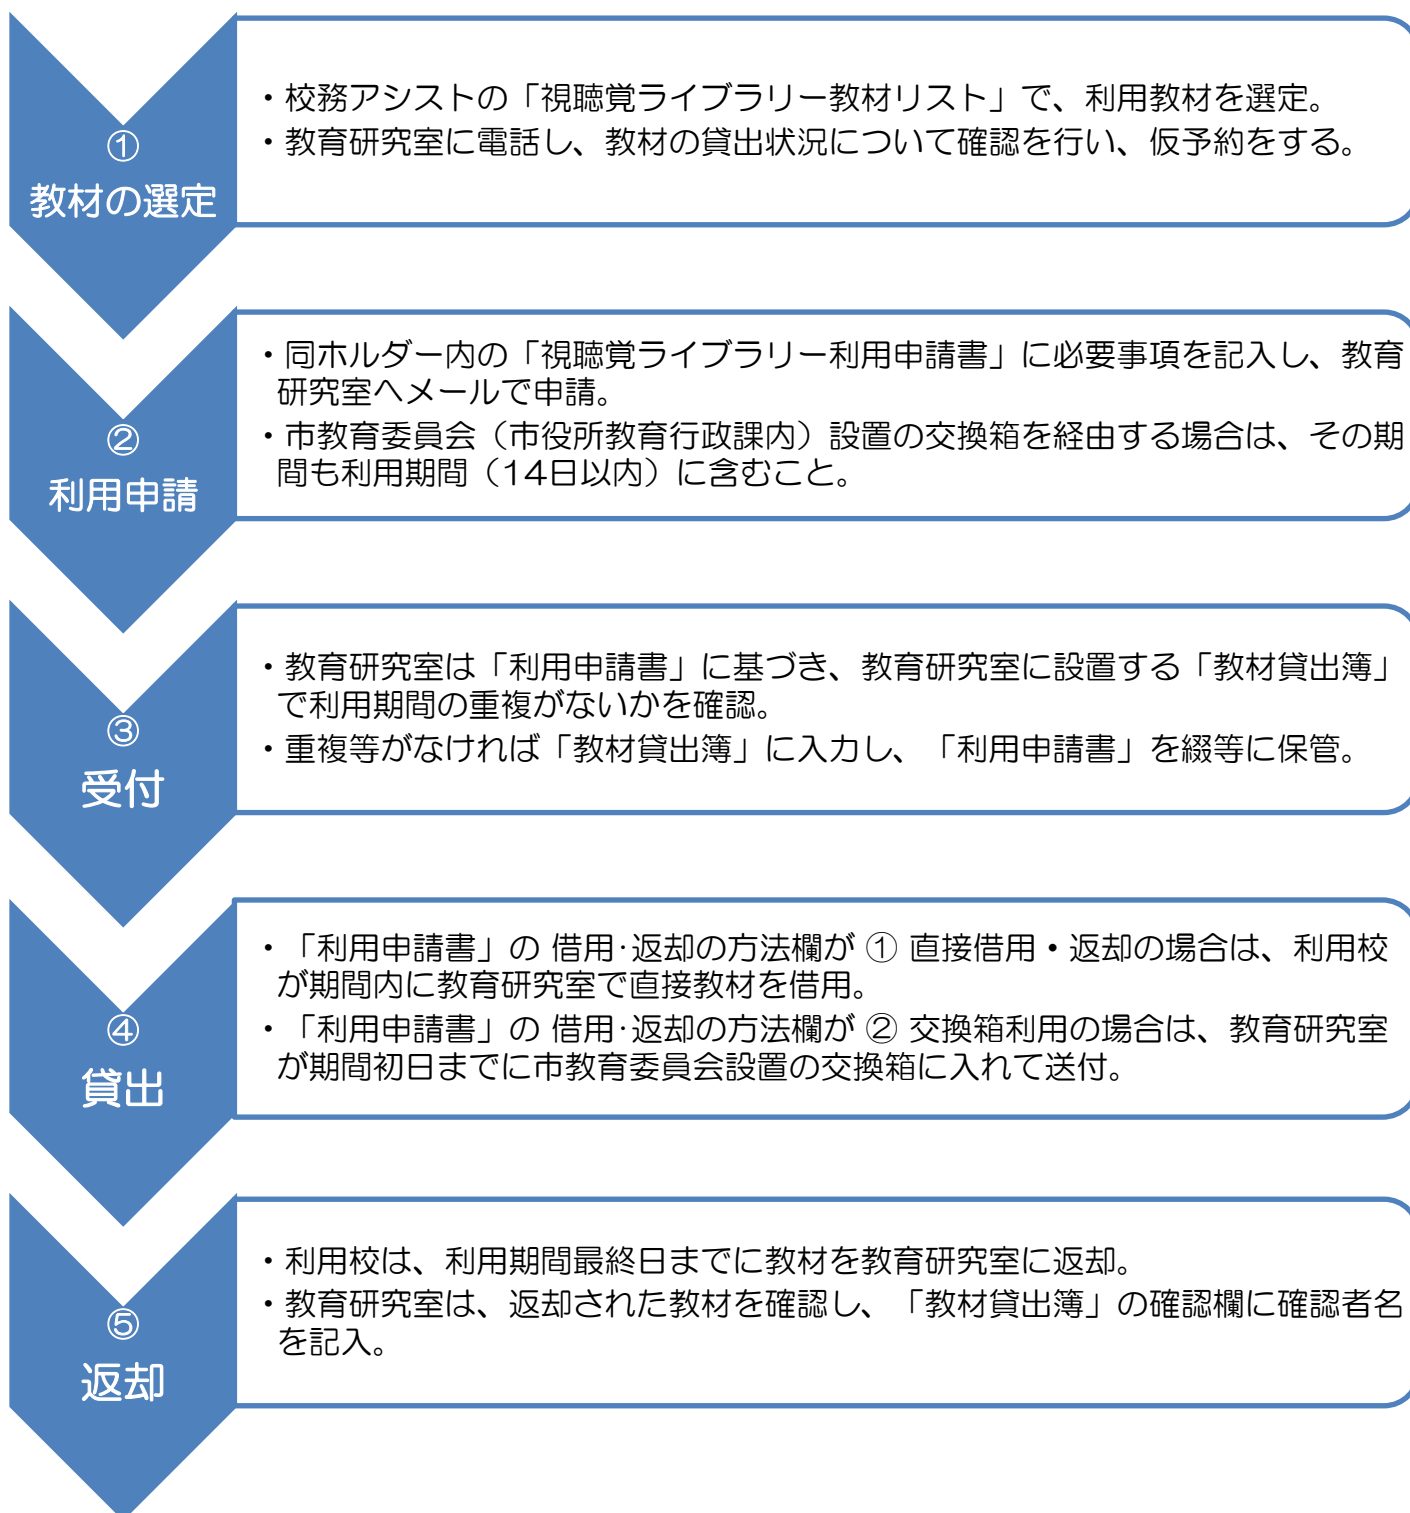 ①
教材の選定
・校務アシストの「視聴覚ライブラリー教材リスト」で、利用教材を選定。
・教育研究室に電話し、教材の貸出状況について確認を行い、仮予約をする。
②
利用申請
・同ホルダー内の「視聴覚ライブラリー利用申請書」に必要事項を記入し、教育
研究室へメールで申請。
・市教育委員会（市役所教育行政課内）設置の交換箱を経由する場合は、その期
間も利用期間（14日以内）に含むこと。
③
受付
・教育研究室は「利用申請書」に基づき、教育研究室に設置する「教材貸出簿」
で利用期間の重複がないかを確認。
・重複等がなければ「教材貸出簿」に入力し、「利用申請書」を綴等に保管。
④
貸出
・「利用申請書」の 借用･返却の方法欄が ① 直接借用・返却の場合は、利用校
が期間内に教育研究室で直接教材を借用。
・「利用申請書」の 借用･返却の方法欄が ② 交換箱利用の場合は、教育研究室
が期間初日までに市教育委員会設置の交換箱に入れて送付。
⑤
返却
・利用校は、利用期間最終日までに教材を教育研究室に返却。
・教育研究室は、返却された教材を確認し、「教材貸出簿」の確認欄に確認者名
を記入。